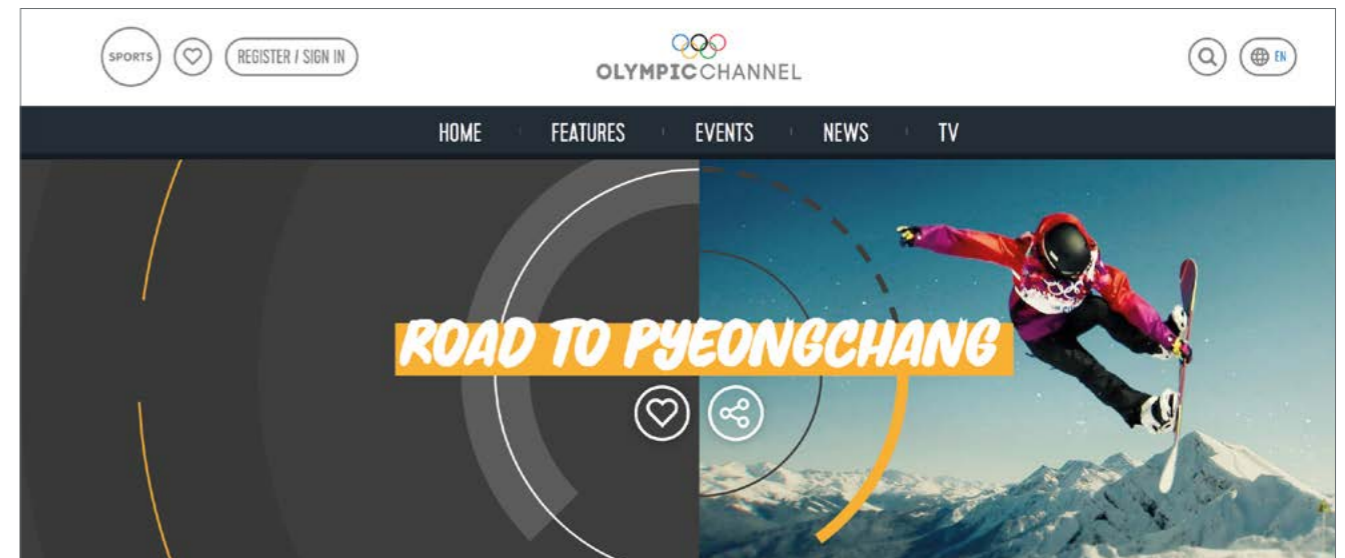 SPORTS
REGISTER / SIGN IN
OLYMPICCHANNEL
EN
HOME
FEATURES
EVENTS
NEWS
TV
ROAD TO PYEONGCHANG